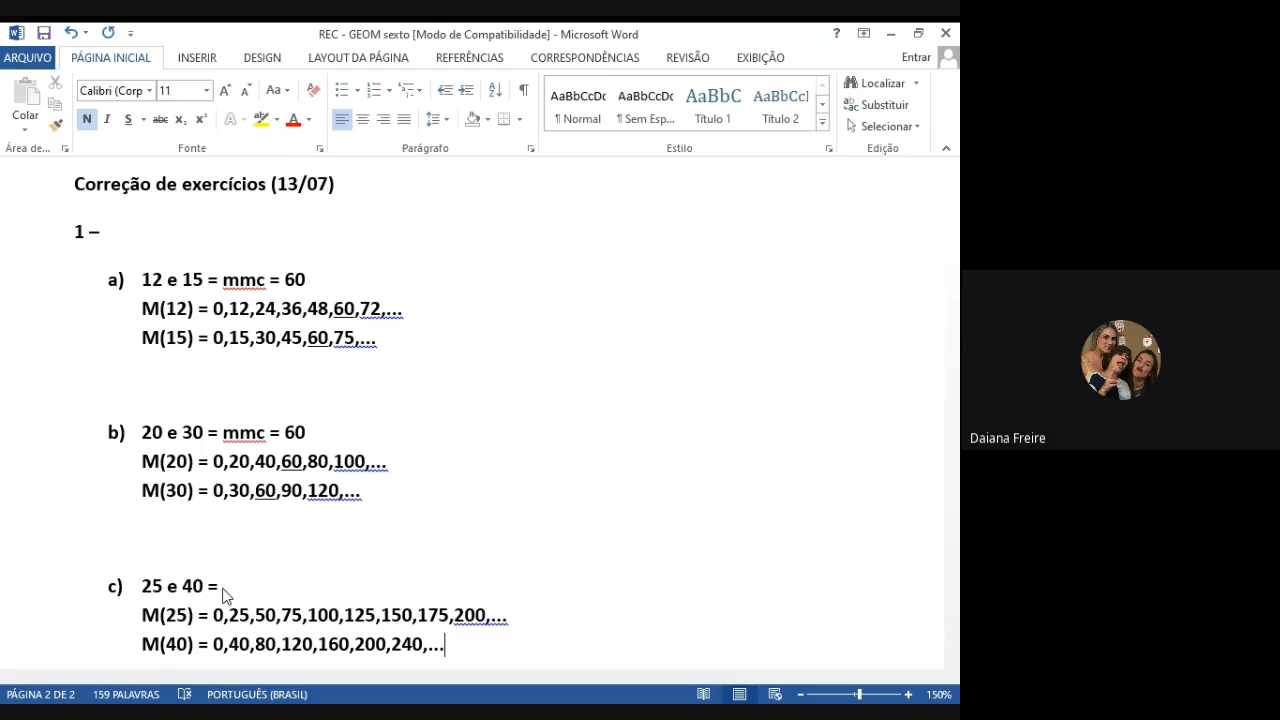 REC - GEOM sexto [Modo de Compatibilidade] - Microsoft Word
?
ARQUIVO PÁGINA INICIAL INSERIR DESIGN LAYOUT DA PÁGINA REFERÊNCIAS CORRESPONDÊNCIAS REVISÃO EXIBIÇÃO Entrar
Calibri (Corp 11 Aa
Colar
N I S abc x₂ x² A A
AaBbCcDc AaBbCcDc AaBbC AaBbCcI
¶ Normal ¶ Sem Esp... Título 1 Título 2
Localizar
Substituir
Selecionar
Área de... Fonte Parágrafo Estilo Edição
Correção de exercícios (13/07)
1 –
a) 12 e 15 = mmc = 60
M(12) = 0,12,24,36,48,60,72,...
M(15) = 0,15,30,45,60,75,...
b) 20 e 30 = mmc = 60
M(20) = 0,20,40,60,80,100,...
M(30) = 0,30,60,90,120,...
c) 25 e 40 =
M(25) = 0,25,50,75,100,125,150,175,200,...
M(40) = 0,40,80,120,160,200,240,...
Daiana Freire
PÁGINA 2 DE 2 159 PALAVRAS PORTUGUÊS (BRASIL) 150%